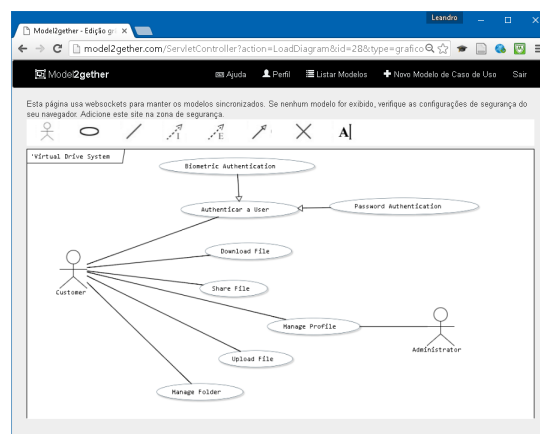 Leandro
Model2gether - Edição grá
model2gether.com/ServletController?action=LoadDiagram&id=28&type=grafico
Model2gether
Ajuda
Perfil
Listar Modelos
Novo Modelo de Caso de Uso
Sair
Esta página usa websockets para manter os modelos sincronizados. Se nenhum modelo for exibido, verifique as configurações de segurança do
seu navegador. Adicione este site na zona de segurança.
I
E
A
'Virtual Drive System
Biometric Authentication
Authenticar a User
Password Authentication
Download File
Customer
Share File
Manage Profile
Administrator
Upload File
Manage Folder